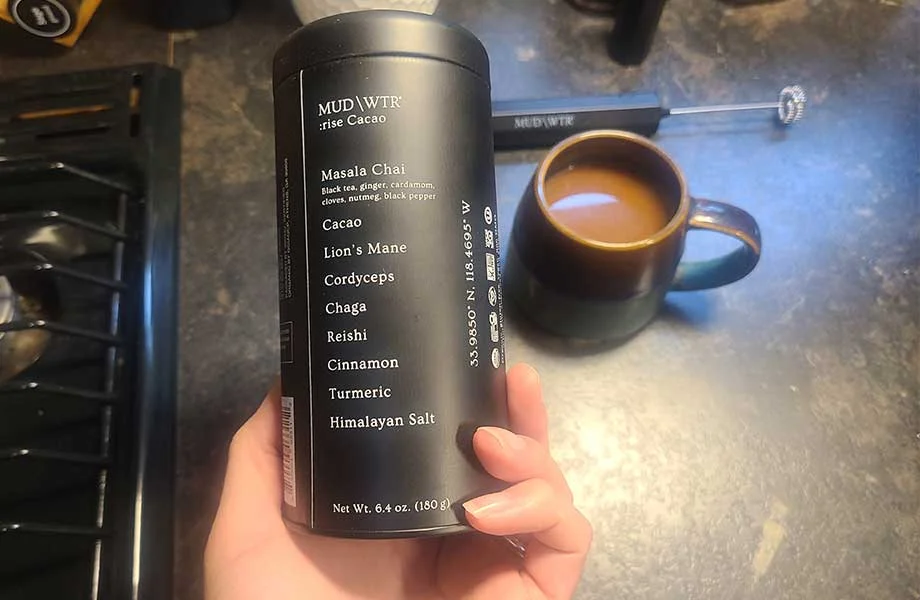 MUD\WTR
:rise Cacao
Masala Chai
Black tea, ginger, cardamom,
cloves, nutmeg, black pepper
Cacao
Lion's Mane
Cordyceps
Chaga
Reishi
Cinnamon
Turmeric
Himalayan Salt
Net Wt. 6.4 oz. (180 g)
33.9850° N, 118.4695° W
MUD\WTR